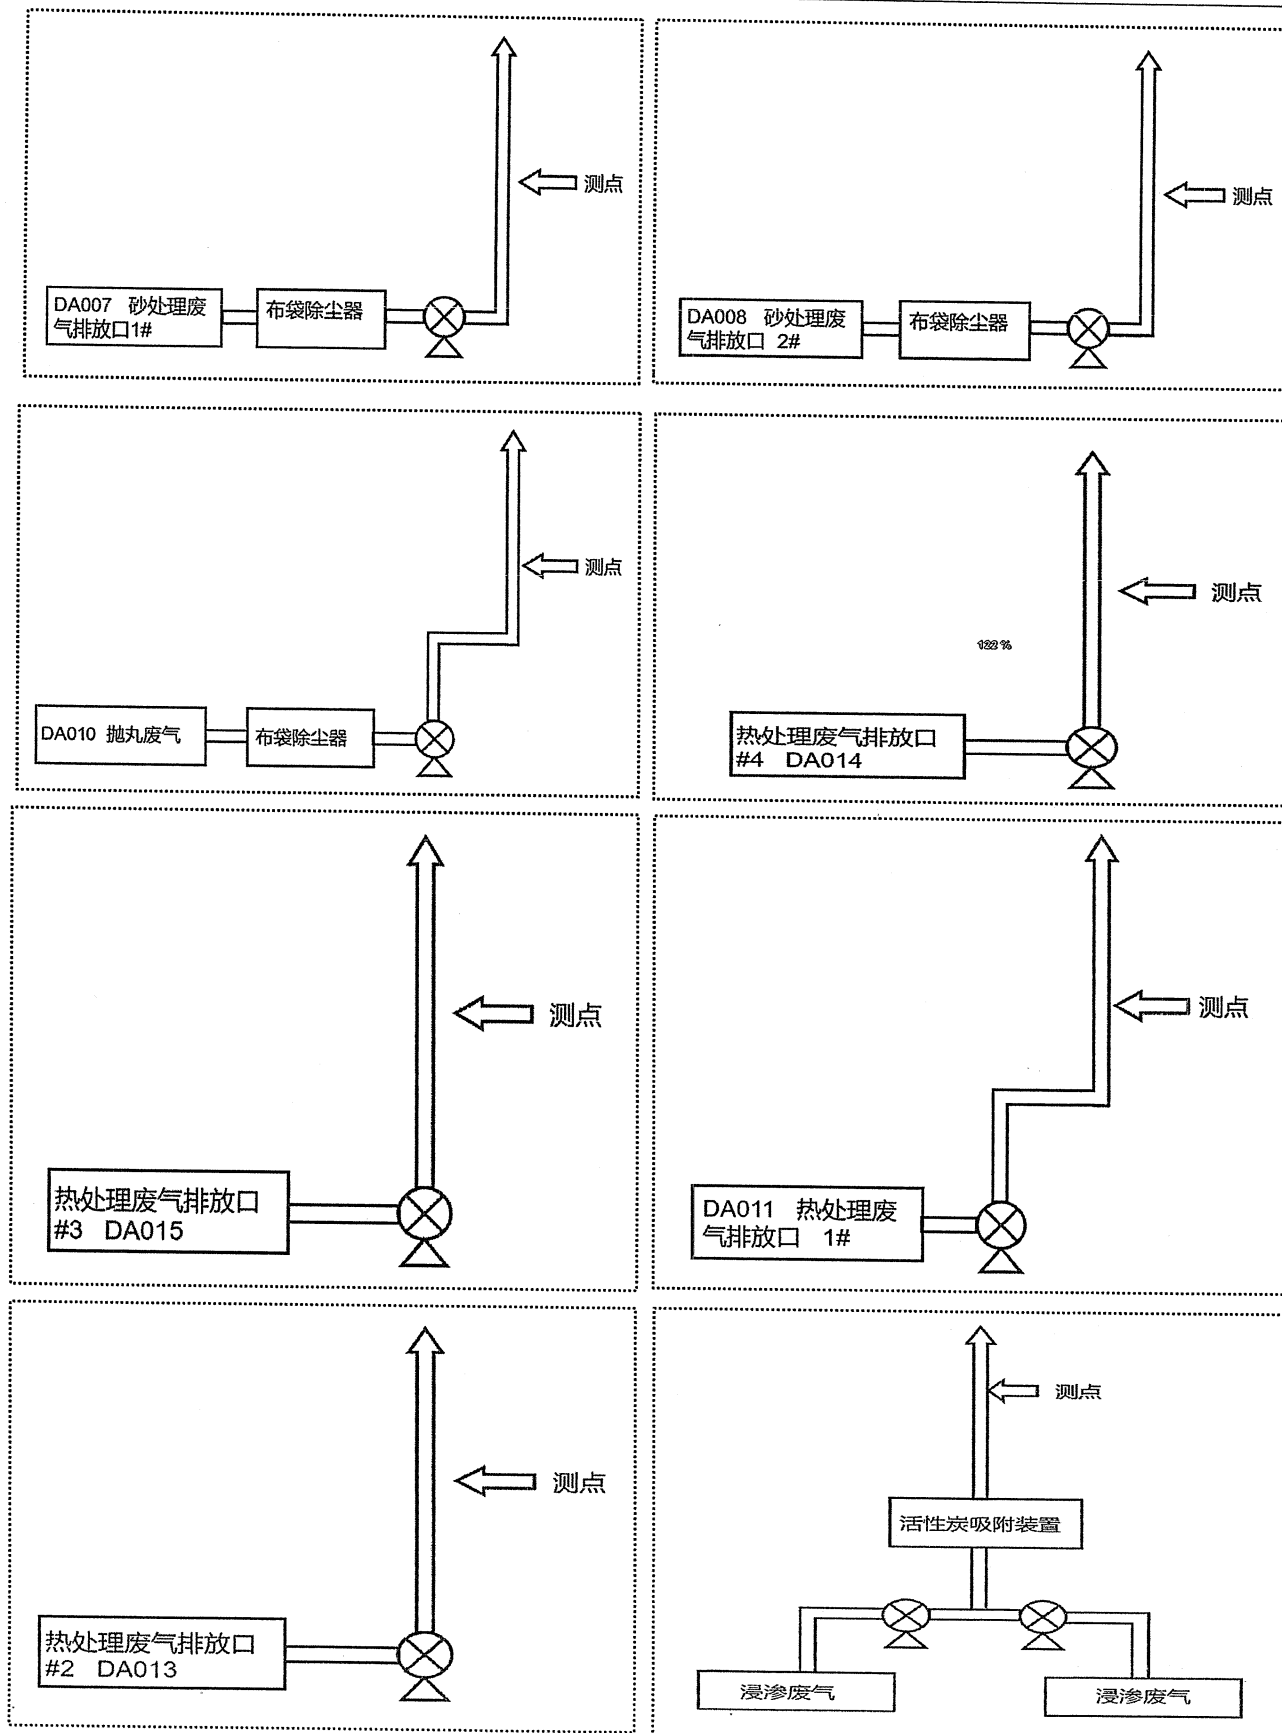 测点
DA007 砂处理废
气排放口1#
布袋除尘器
测点
DA008 砂处理废
气排放口 2#
布袋除尘器
测点
DA010 抛丸废气
布袋除尘器
测点
122%
热处理废气排放口
#4 DA014
测点
热处理废气排放口
#3 DA015
测点
DA011 热处理废
气排放口 1#
测点
热处理废气排放口
#2 DA013
测点
活性炭吸附装置
浸渗废气
浸渗废气